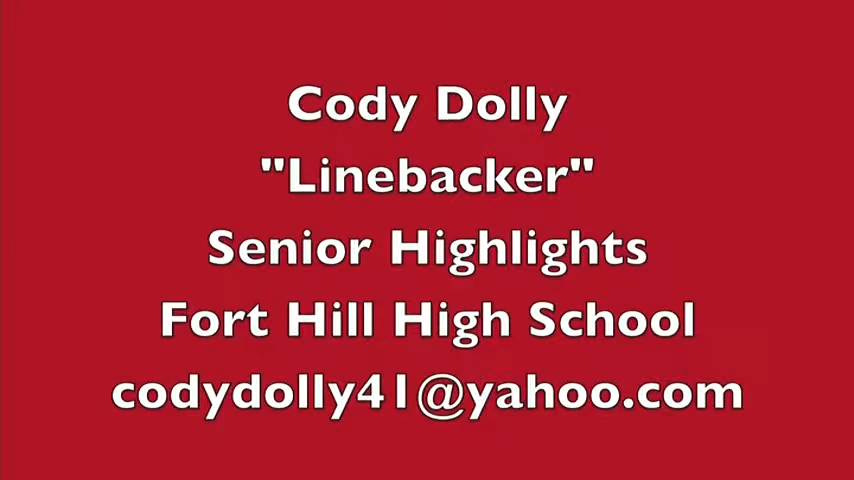 Cody Dolly
"Linebacker"
Senior Highlights
Fort Hill High School
codydolly41@yahoo.com